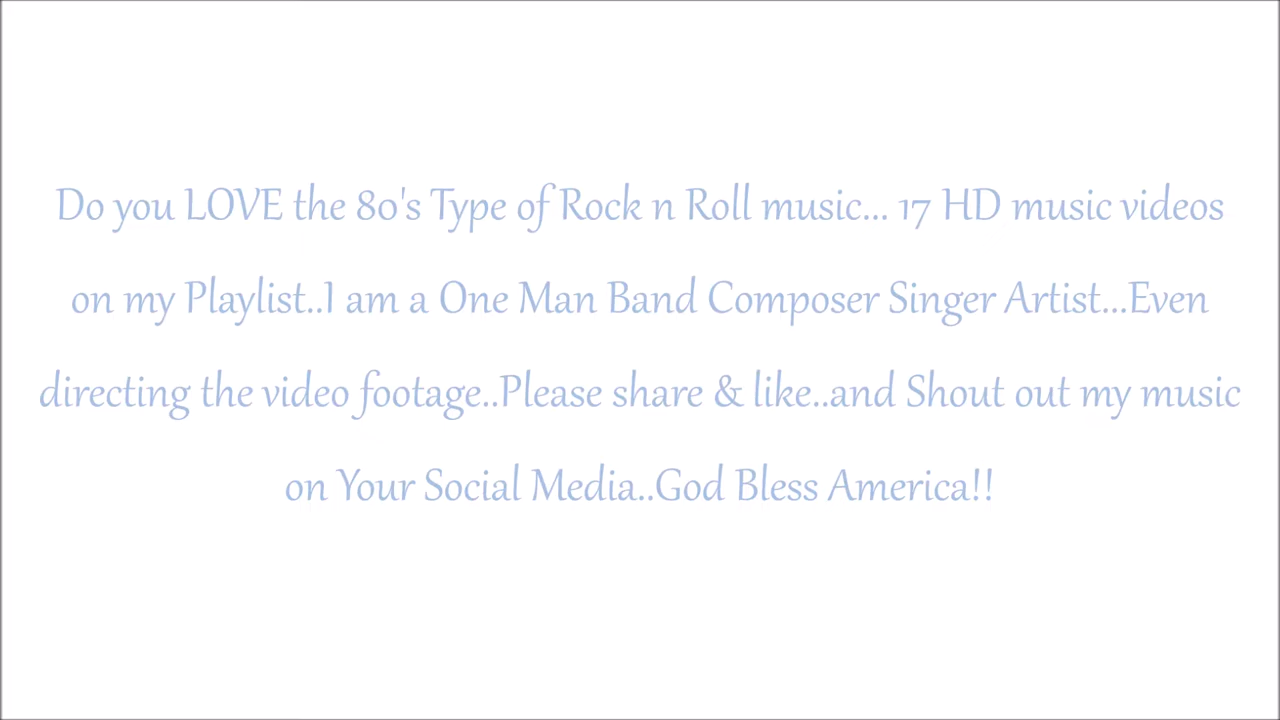 Do you LOVE the 80's Type of Rock n Roll music... 17 HD music videos
on my Playlist..I am a One Man Band Composer Singer Artist...Even
directing the video footage..Please share & like..and Shout out my music
on Your Social Media..God Bless America!!